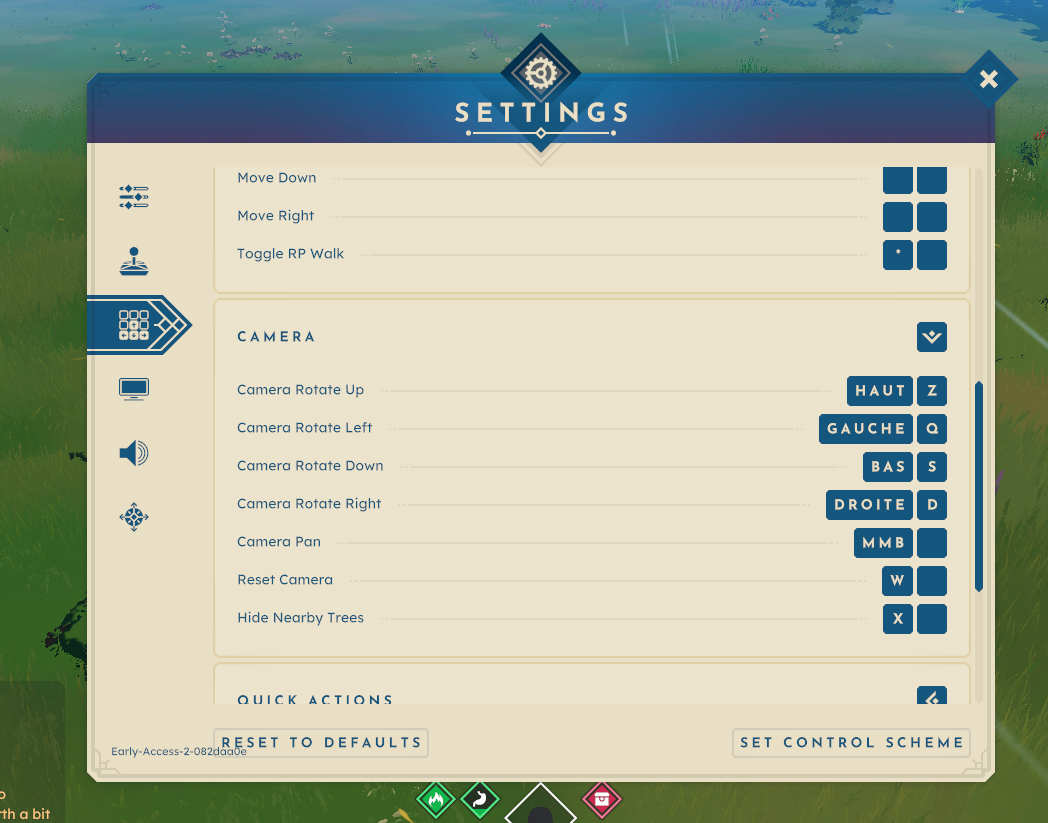 SETTINGS
Move Down
Move Right
Toggle RP Walk *
CAMERA
Camera Rotate Up HAUT Z
Camera Rotate Left GAUCHE Q
Camera Rotate Down BAS S
Camera Rotate Right DROITE D
Camera Pan MMB
Reset Camera W
Hide Nearby Trees X
QUICK ACTIONS
RESET TO DEFAULTS SET CONTROL SCHEME
Early-Access-2-082daa0e
rth a bit